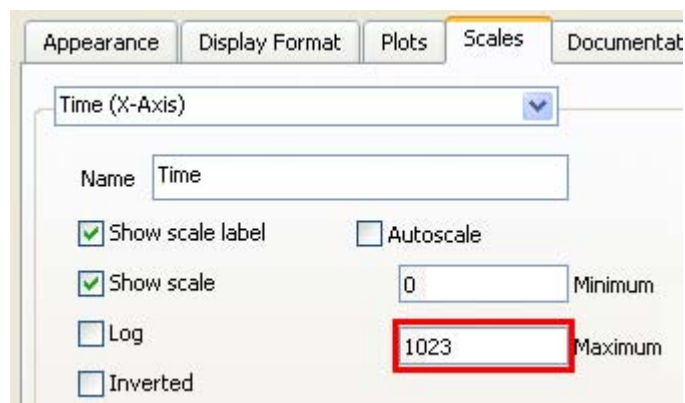 Appearance Display Format Plots Scales Documentat
Time (X-Axis)
Name Time
Show scale label Autoscale
Show scale 0 Minimum
Log 1023 Maximum
Inverted